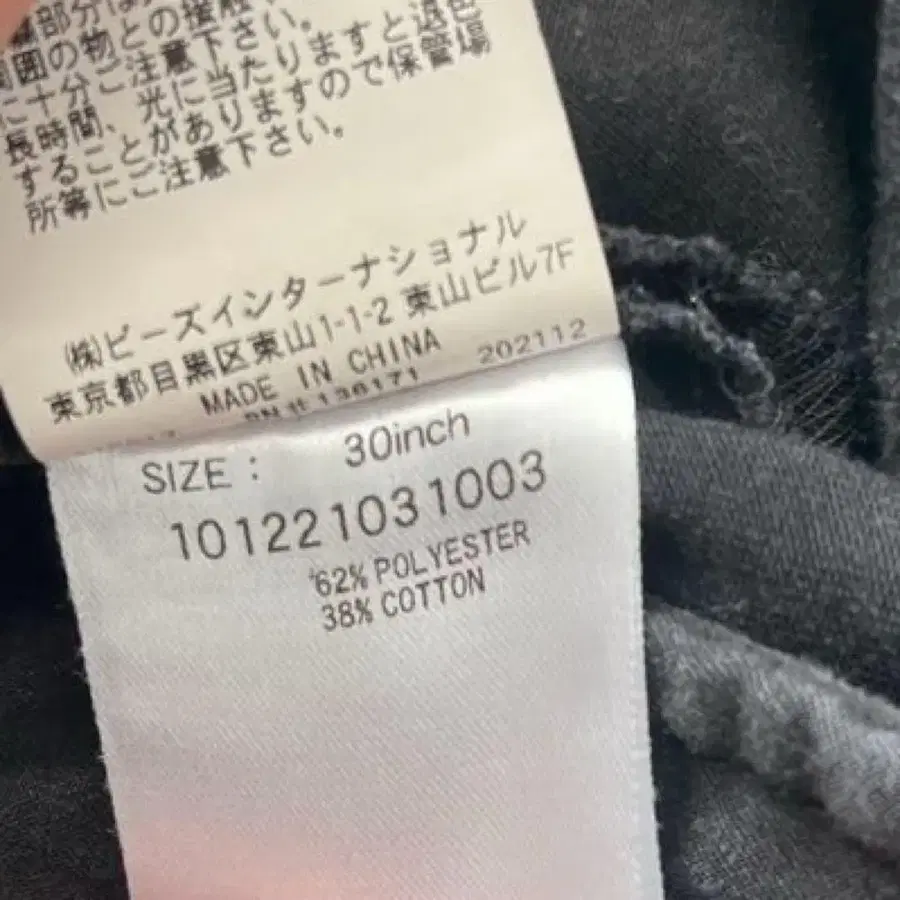 囲の物との接触
に十分ご注意下さい。
長時間、光に当たりますと退色
することがありますので保管場
所等にご注意下さい。
(株)ビーズインターナショナル
東京都目黒区東山1-1-2 東山ビル7F
MADE IN CHINA 202112
136171
SIZE : 30inch
101221031003
62% POLYESTER
38% COTTON